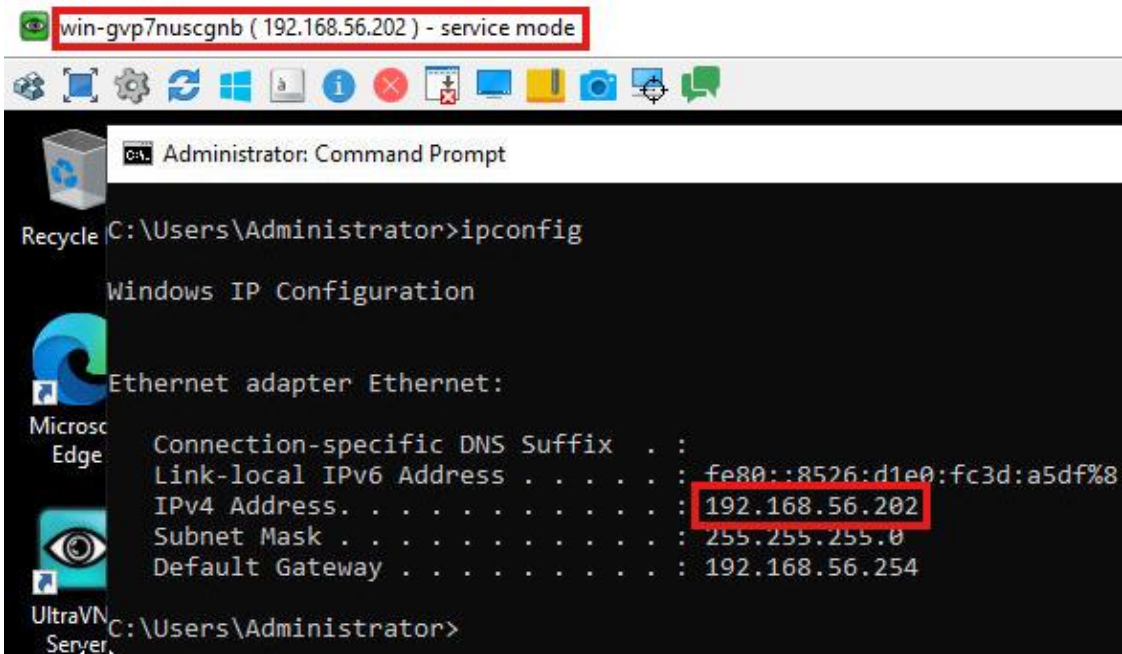 win-gvp7nuscgnb ( 192.168.56.202 ) - service mode
Administrator: Command Prompt
C:\Users\Administrator>ipconfig
Recycle
Windows IP Configuration
Ethernet adapter Ethernet:
Microsc
Edge
Connection-specific DNS Suffix  . :
Link-local IPv6 Address . . . . . : fe80::8526:d1e0:fc3d:a5df%8
IPv4 Address. . . . . . . . . . . : 192.168.56.202
Subnet Mask . . . . . . . . . . . : 255.255.255.0
Default Gateway . . . . . . . . . : 192.168.56.254
UltraVN
Server
C:\Users\Administrator>